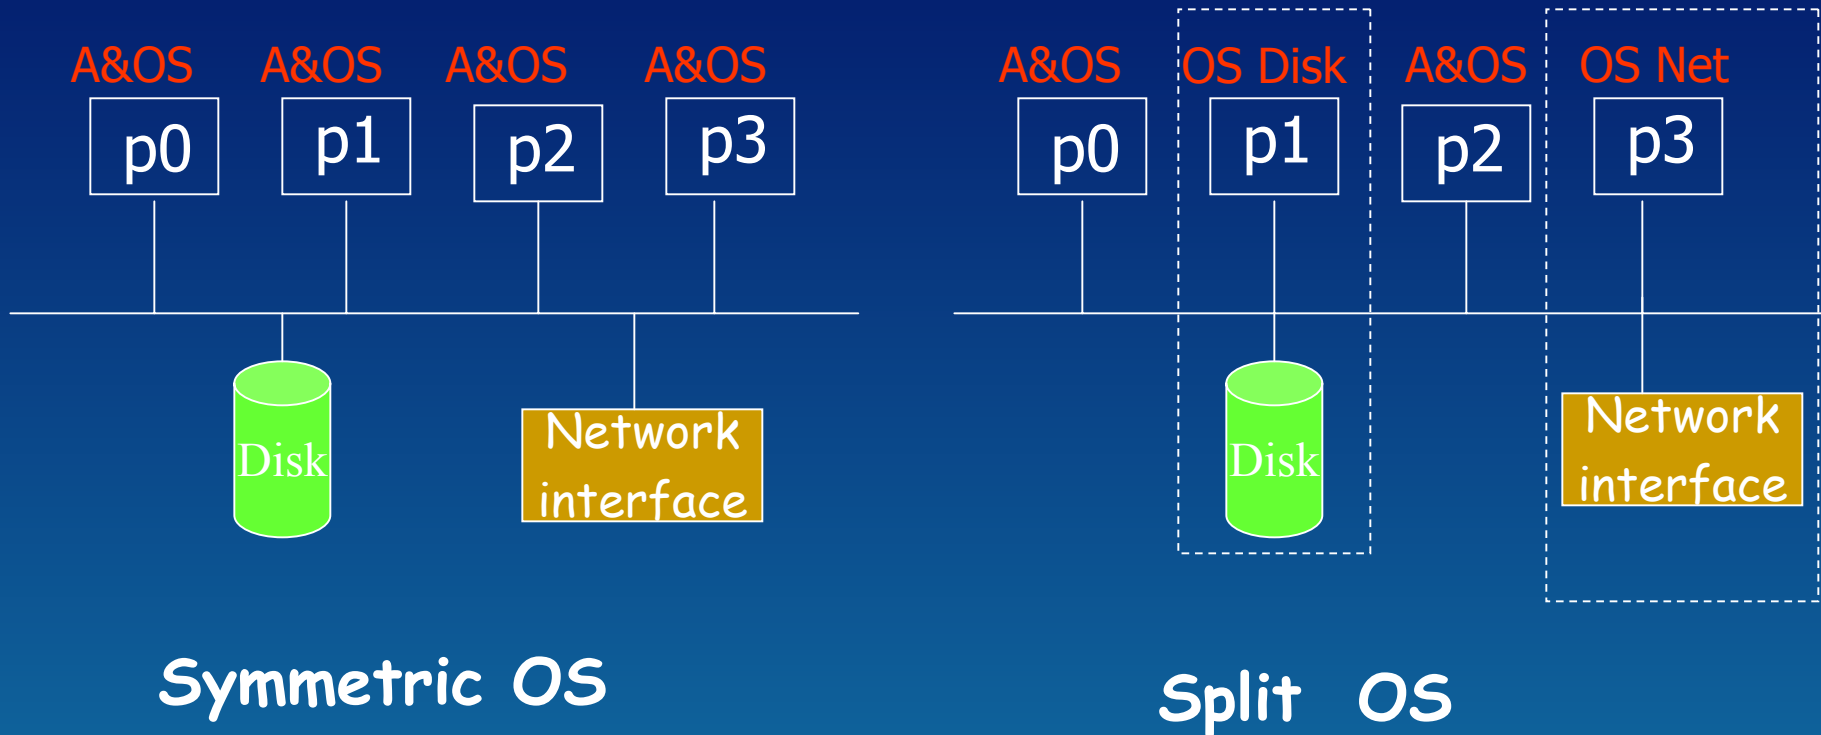 A&OS A&OS A&OS A&OS
p0 p1 p2 p3
Disk
Network
interface
Symmetric OS
A&OS OS Disk A&OS OS Net
p0 p1 p2 p3
Disk
Network
interface
Split OS